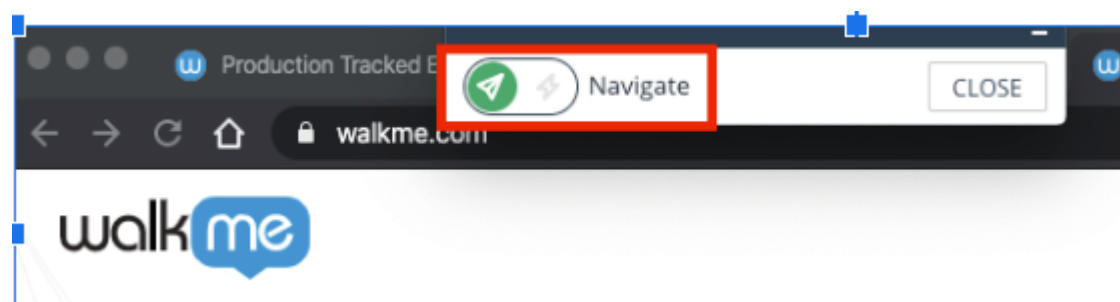 Production Tracked E
Navigate
CLOSE
walkme.com
walkme